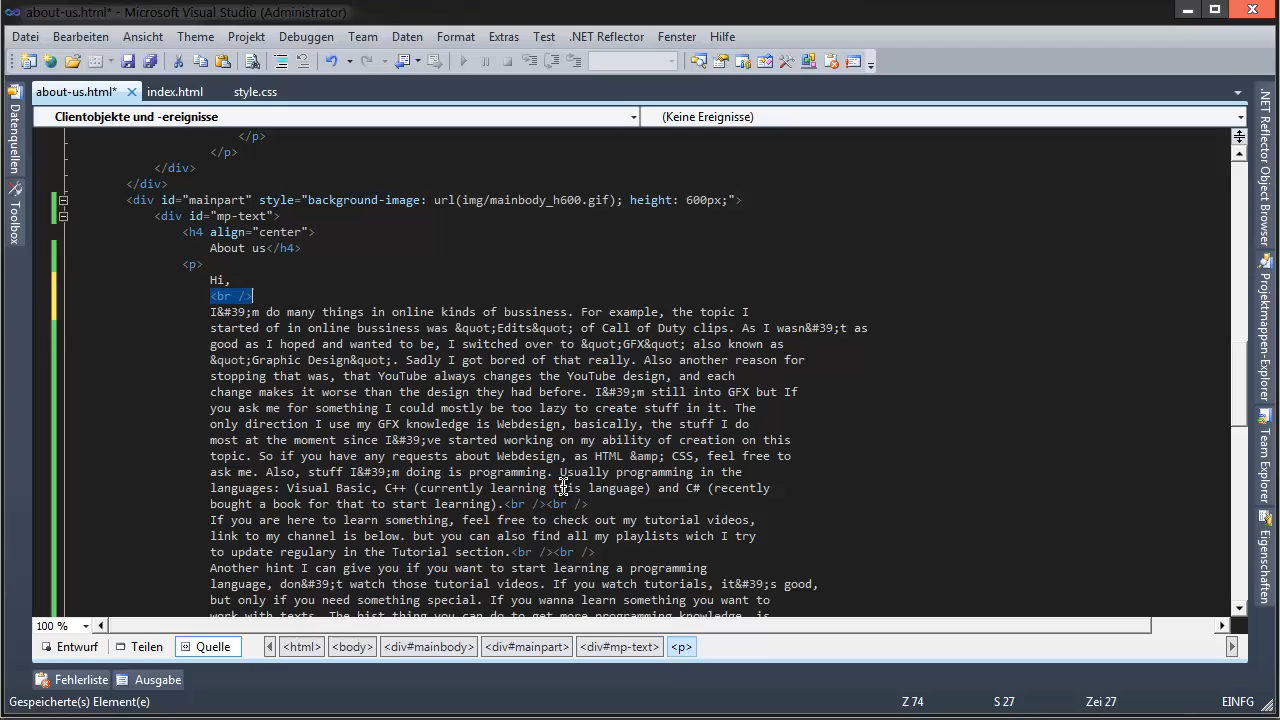 about-us.html* - Microsoft Visual Studio (Administrator)
Datei Bearbeiten Ansicht Theme Projekt Debuggen Team Daten Format Extras Test .NET Reflector Fenster Hilfe
about-us.html* index.html style.css
Clientobjekte und -ereignisse (Keine Ereignisse)
</p>
</p>
</div>
</div>
<div id="mainpart" style="background-image: url(img/mainbody_h600.gif); height: 600px;">
<div id="mp-text">
<h4 align="center">
About us</h4>
<p>
Hi,
<br />
I&#39;m do many things in online kinds of bussiness. For example, the topic I
started of in online bussiness was &quot;Edits&quot; of Call of Duty clips. As I wasn&#39;t as
good as I hoped and wanted to be, I switched over to &quot;GFX&quot; also known as
&quot;Graphic Design&quot;. Sadly I got bored of that really. Also another reason for
stopping that was, that YouTube always changes the YouTube design, and each
change makes it worse than the design they had before. I&#39;m still into GFX but If
you ask me for something I could mostly be too lazy to create stuff in it. The
only direction I use my GFX knowledge is Webdesign, basically, the stuff I do
most at the moment since I&#39;ve started working on my ability of creation on this
topic. So if you have any requests about Webdesign, as HTML &amp; CSS, feel free to
ask me. Also, stuff I&#39;m doing is programming. Usually programming in the
languages: Visual Basic, C++ (currently learning this language) and C# (recently
bought a book for that to start learning).<br /><br />
If you are here to learn something, feel free to check out my tutorial videos,
link to my channel is below. but you can also find all my playlists wich I try
to update regulary in the Tutorial section.<br /><br />
Another hint I can give you if you want to start learning a programming
language, don&#39;t watch those tutorial videos. If you watch tutorials, it&#39;s good,
but only if you need something special. If you wanna learn something you want to
work with texts. The hist thing you can do to get more programming knowledge, is
100 %
Entwurf Teilen Quelle <html> <body> <div#mainbody> <div#mainpart> <div#mp-text> <p>
Fehlerliste Ausgabe
Gespeicherte(s) Element(e) Z 74 S 27 Zei 27 EINFG
Datenquellen
Toolbox
.NET Reflector Object Browser
Projektmappen-Explorer
Team Explorer
Eigenschaften